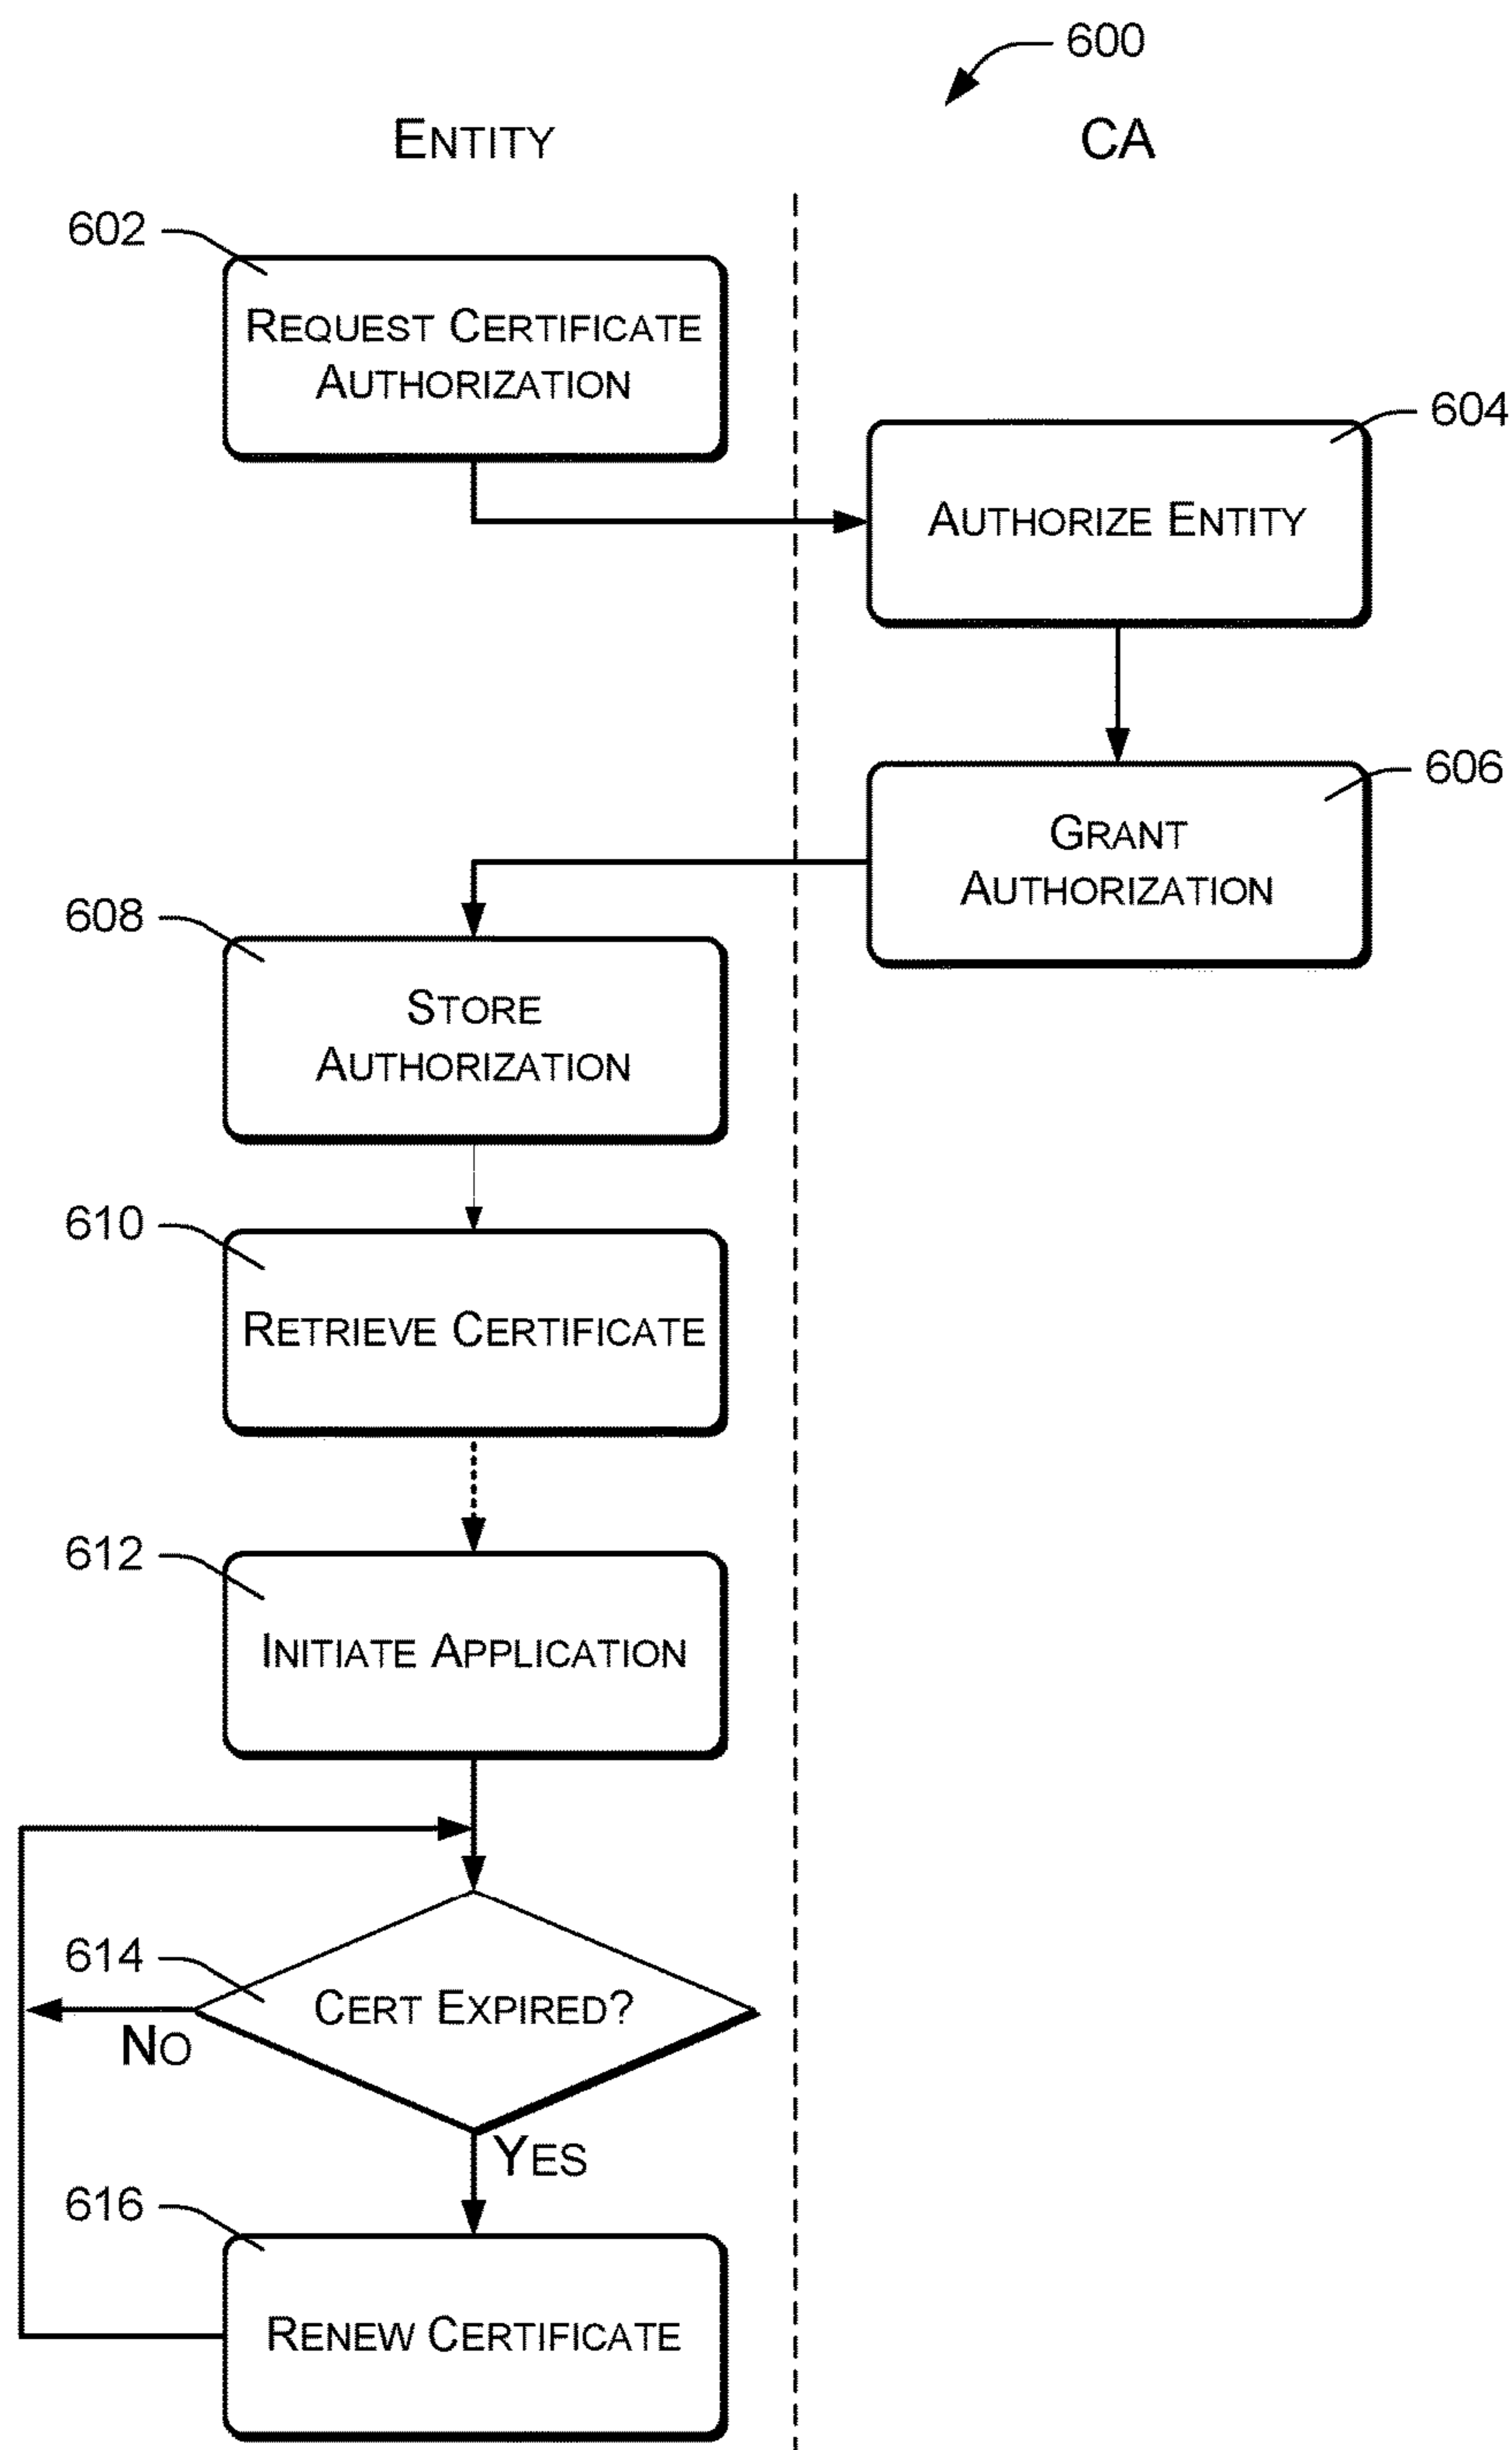 600
ENTITY
CA
602
REQUEST CERTIFICATE
AUTHORIZATION
604
AUTHORIZE ENTITY
606
GRANT
AUTHORIZATION
608
STORE
AUTHORIZATION
610
RETRIEVE CERTIFICATE
612
INITIATE APPLICATION
614
CERT EXPIRED?
NO
YES
616
RENEW CERTIFICATE